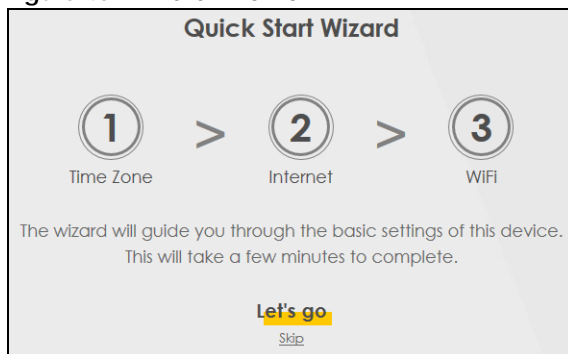 Quick Start Wizard
1 > 2 > 3
Time Zone Internet WiFi
The wizard will guide you through the basic settings of this device.
This will take a few minutes to complete.
Let's go
Skip